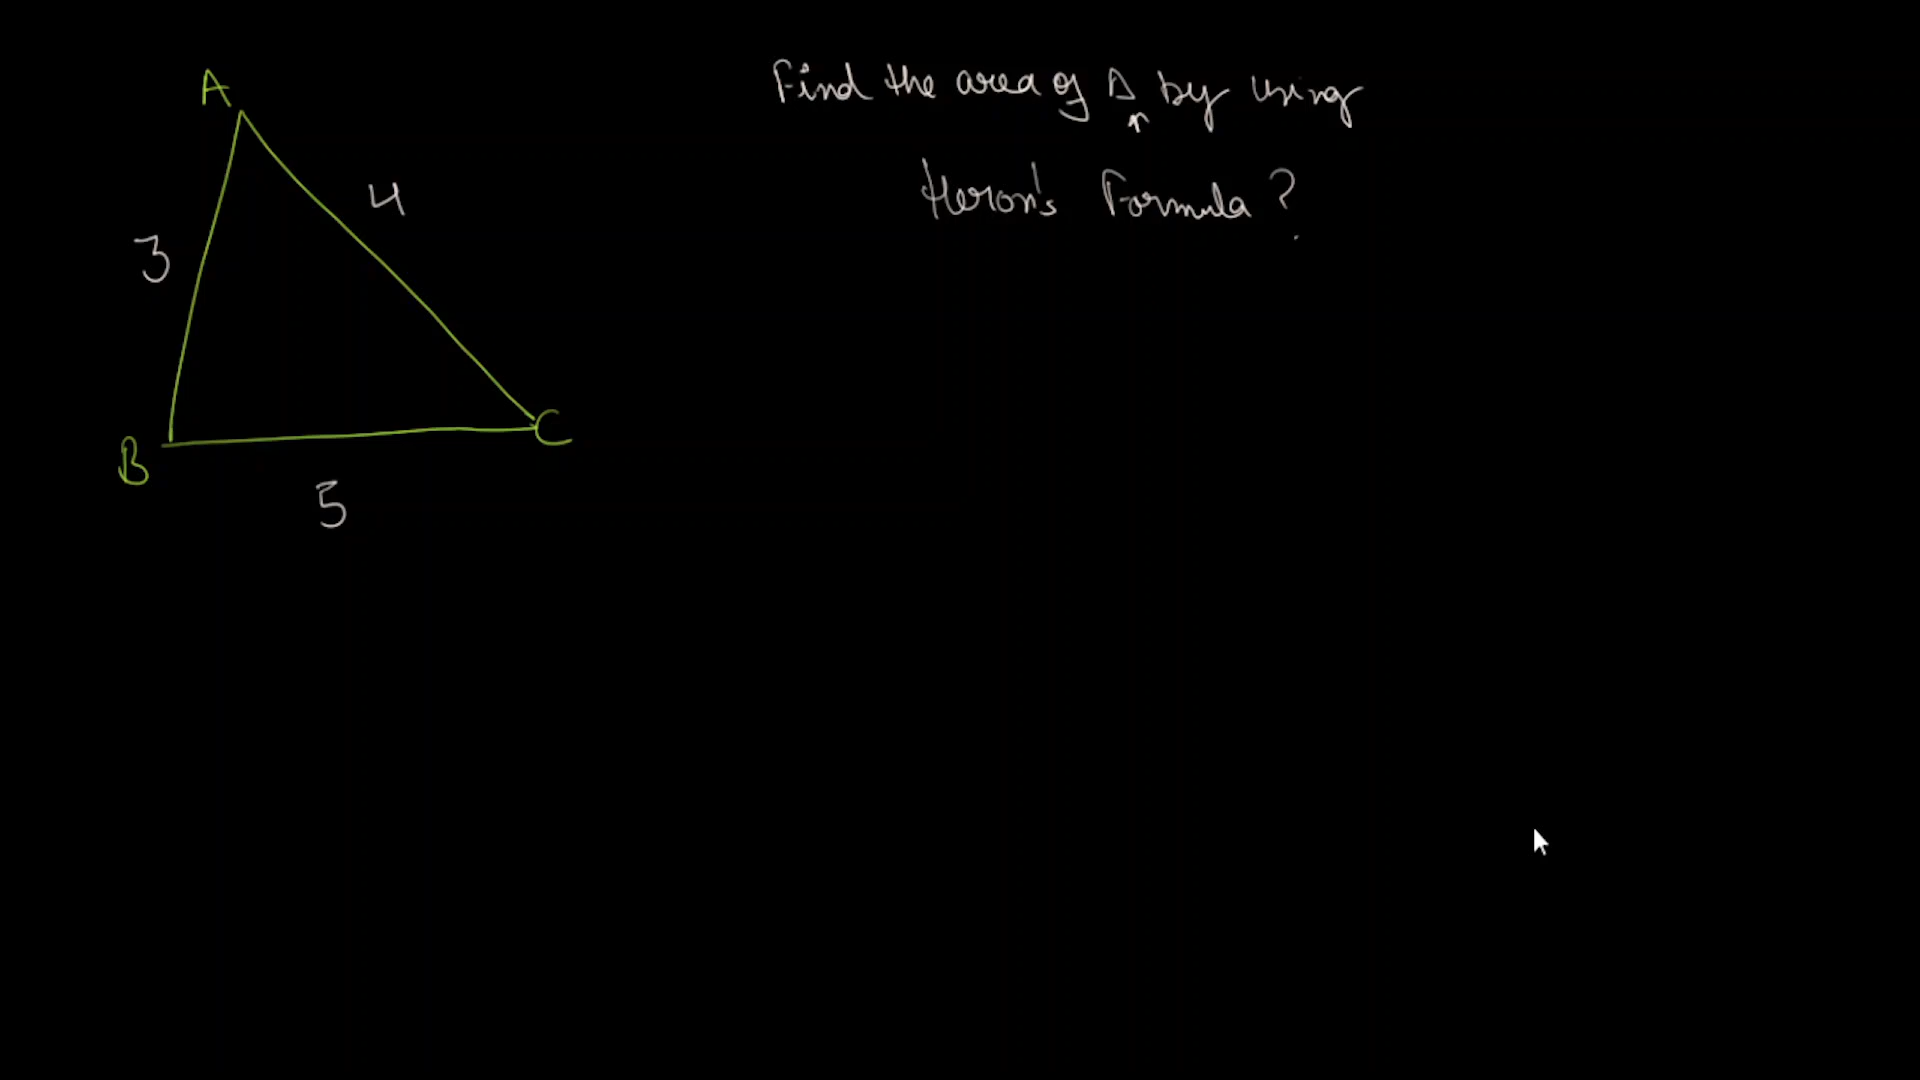 Find the area of Δ by using
Heron's Formula ?
A
4
3
B
C
5